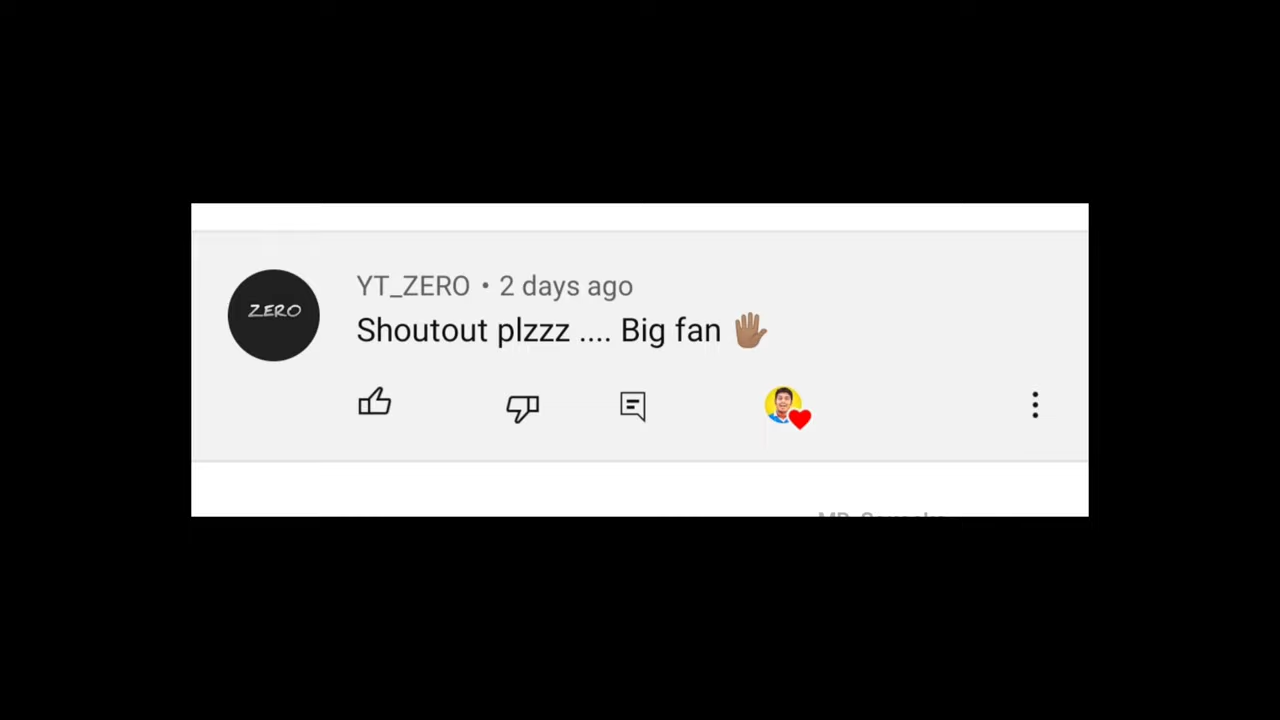 YT_ZERO • 2 days ago
ZERO
Shoutout plzzz .... Big fan 🖐🏽